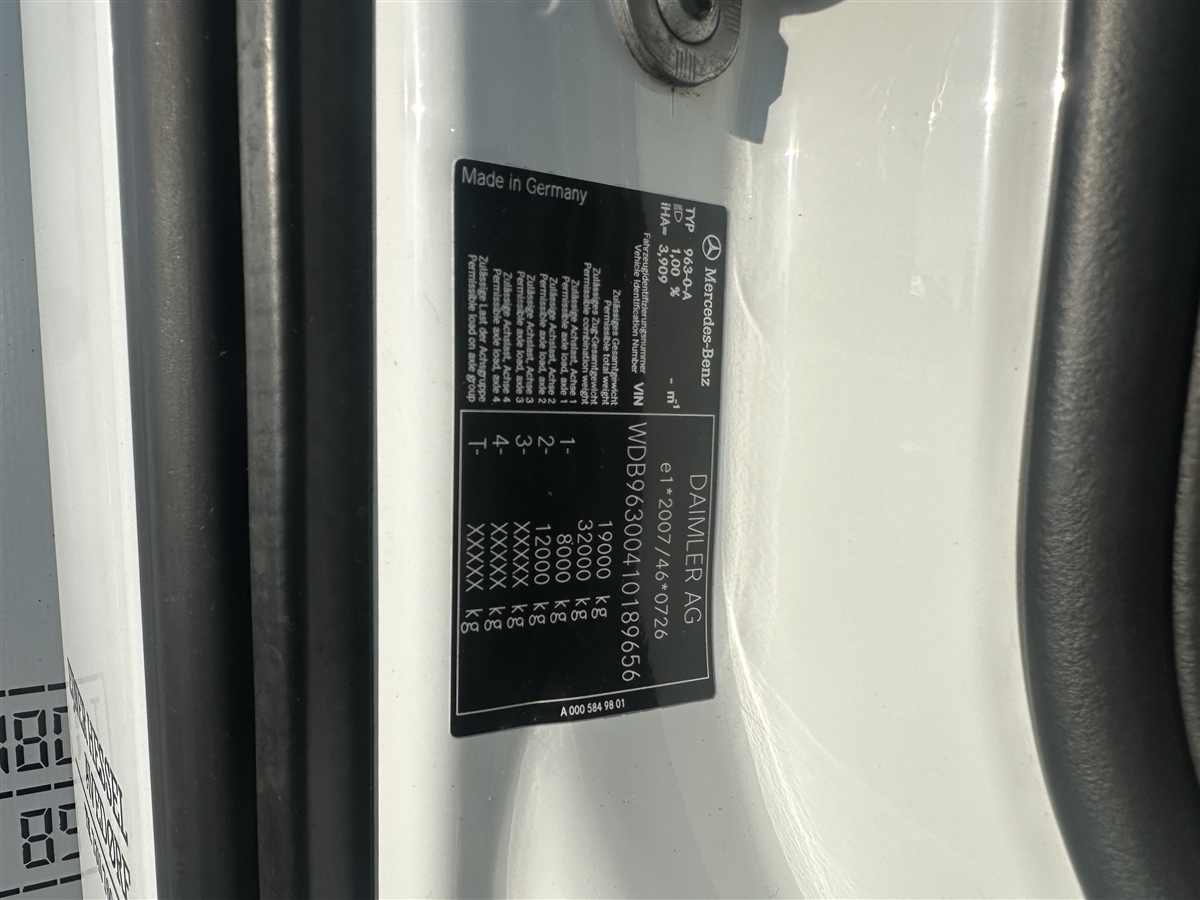 Mercedes-Benz
TYP 963-0-A
1,00 %
iHA= 3,909 - m-1
Fahrzeugidentifizierungsnummer
Vehicle Identification Number VIN
DAIMLER AG
e1*2007/46*0726
WDB96300410189656
Zulässiges Gesamtgewicht
Permissible total weight 19000 kg
Zulässiges Zug-Gesamtgewicht
Permissible combination weight 32000 kg
Zulässige Achslast, Achse 1
Permissible axle load, axle 1 1- 8000 kg
Zulässige Achslast, Achse 2
Permissible axle load, axle 2 2- 12000 kg
Zulässige Achslast, Achse 3
Permissible axle load, axle 3 3- XXXXX kg
Zulässige Achslast, Achse 4
Permissible axle load, axle 4 4- XXXXX kg
Zulässige Last der Achsgruppe
Permissible load on axle group T- XXXXX kg
Made in Germany
A 000 584 98 01